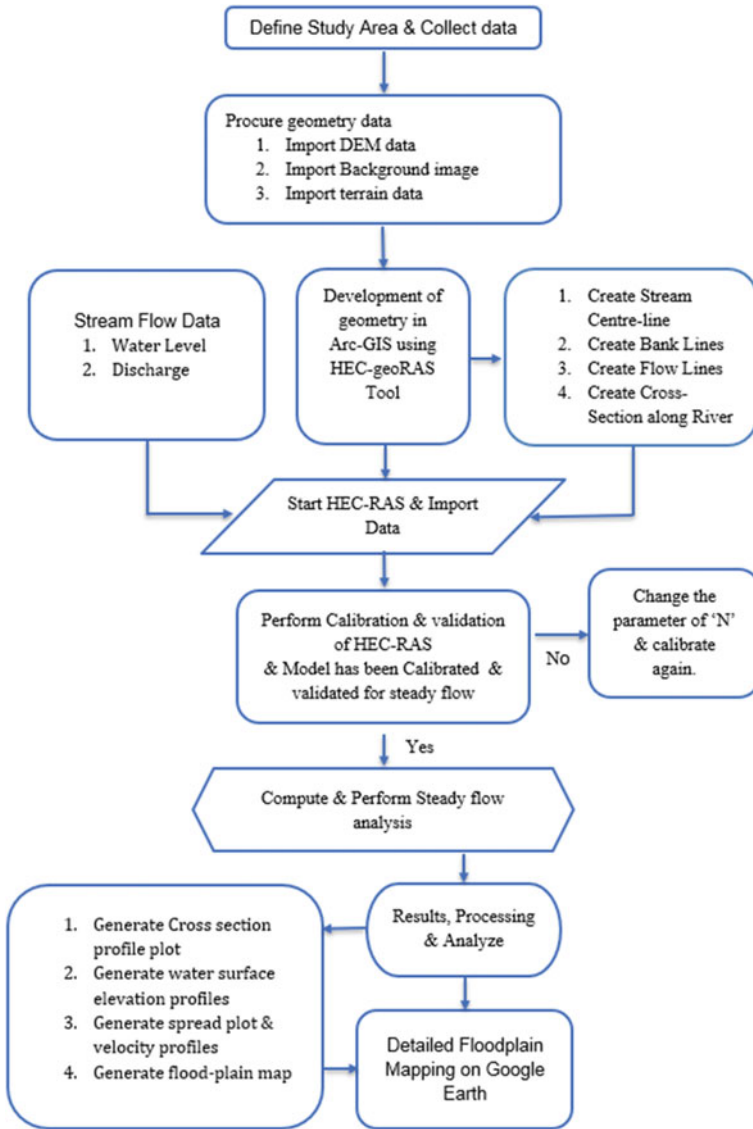 Define Study Area & Collect data
Procure geometry data
1. Import DEM data
2. Import Background image
3. Import terrain data
Stream Flow Data
1. Water Level
2. Discharge
Development of
geometry in
Arc-GIS using
HEC-geoRAS
Tool
1. Create Stream
Centre-line
2. Create Bank Lines
3. Create Flow Lines
4. Create Cross-
Section along River
Start HEC-RAS & Import
Data
Perform Calibration & validation
of HEC-RAS
& Model has been Calibrated &
validated for steady flow
No
Change the
parameter of ‘N’
& calibrate
again.
Yes
Compute & Perform Steady flow
analysis
Results, Processing
& Analyze
1. Generate Cross section
profile plot
2. Generate water surface
elevation profiles
3. Generate spread plot &
velocity profiles
4. Generate flood-plain map
Detailed Floodplain
Mapping on Google
Earth